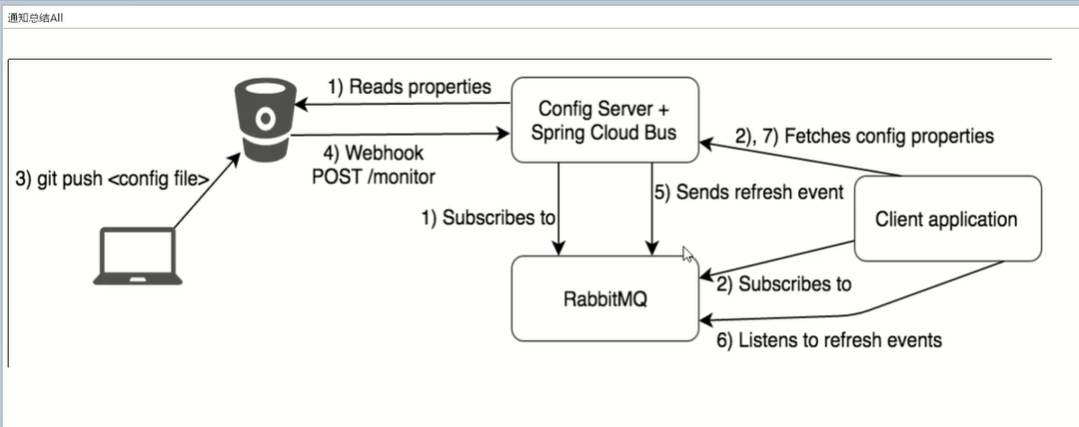 通知总结All
1) Reads properties
Config Server +
Spring Cloud Bus
2), 7) Fetches config properties
4) Webhook
POST /monitor
3) git push <config file>
5) Sends refresh event
1) Subscribes to
Client application
RabbitMQ
2) Subscribes to
6) Listens to refresh events